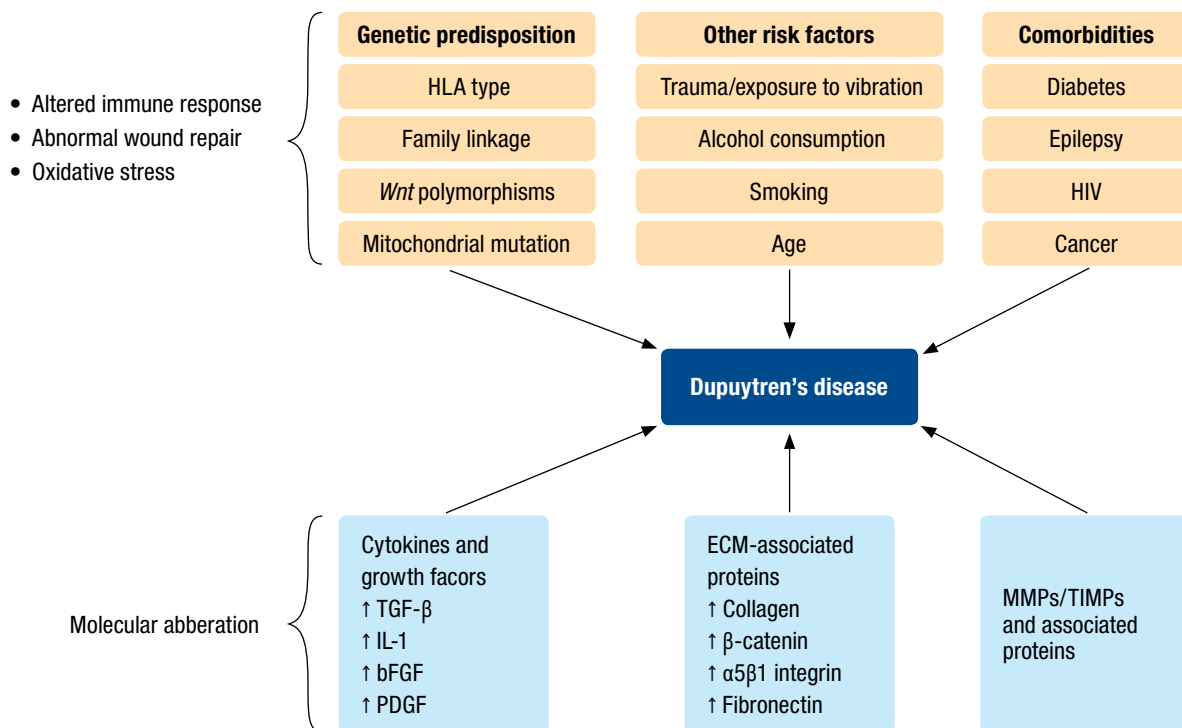 • Altered immune response
• Abnormal wound repair
• Oxidative stress
Genetic predisposition
HLA type
Family linkage
Wnt polymorphisms
Mitochondrial mutation
Other risk factors
Trauma/exposure to vibration
Alcohol consumption
Smoking
Age
Comorbidities
Diabetes
Epilepsy
HIV
Cancer
Dupuytren’s disease
Molecular abberation
Cytokines and
growth facors
↑ TGF-β
↑ IL-1
↑ bFGF
↑ PDGF
ECM-associated
proteins
↑ Collagen
↑ β-catenin
↑ α5β1 integrin
↑ Fibronectin
MMPs/TIMPs
and associated
proteins